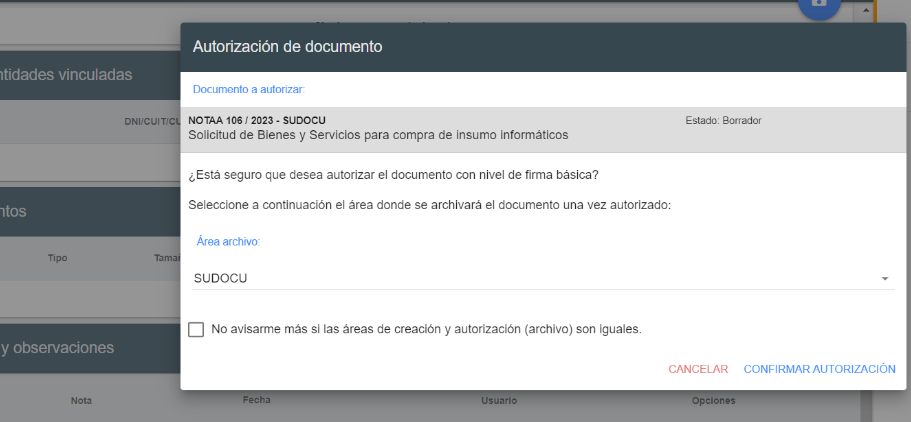 Autorización de documento
ntidades vinculadas
Documento a autorizar:
DNI/CUIT/CU
NOTAA 106 / 2023 - SUDOCU
Estado: Borrador
Solicitud de Bienes y Servicios para compra de insumo informáticos
¿Está seguro que desea autorizar el documento con nivel de firma básica?
Seleccione a continuación el área donde se archivará el documento una vez autorizado:
ntos
Área archivo:
Tipo
Tamañ
SUDOCU
No avisarme más si las áreas de creación y autorización (archivo) son iguales.
y observaciones
CANCELAR
CONFIRMAR AUTORIZACIÓN
Nota
Fecha
Usuario
Opciones